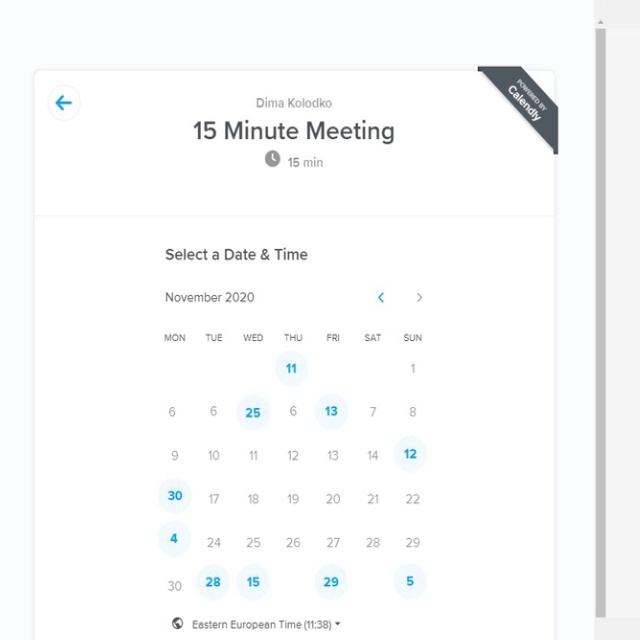 POWERED BY
Calendly
Dima Kolodko
15 Minute Meeting
15 min
Select a Date & Time
November 2020
MON TUE WED THU FRI SAT SUN
11 1
6 6 25 6 13 7 8
9 10 11 12 13 14 12
30 17 18 19 20 21 22
4 24 25 26 27 28 29
30 28 15 29 5
Eastern European Time (11:38)